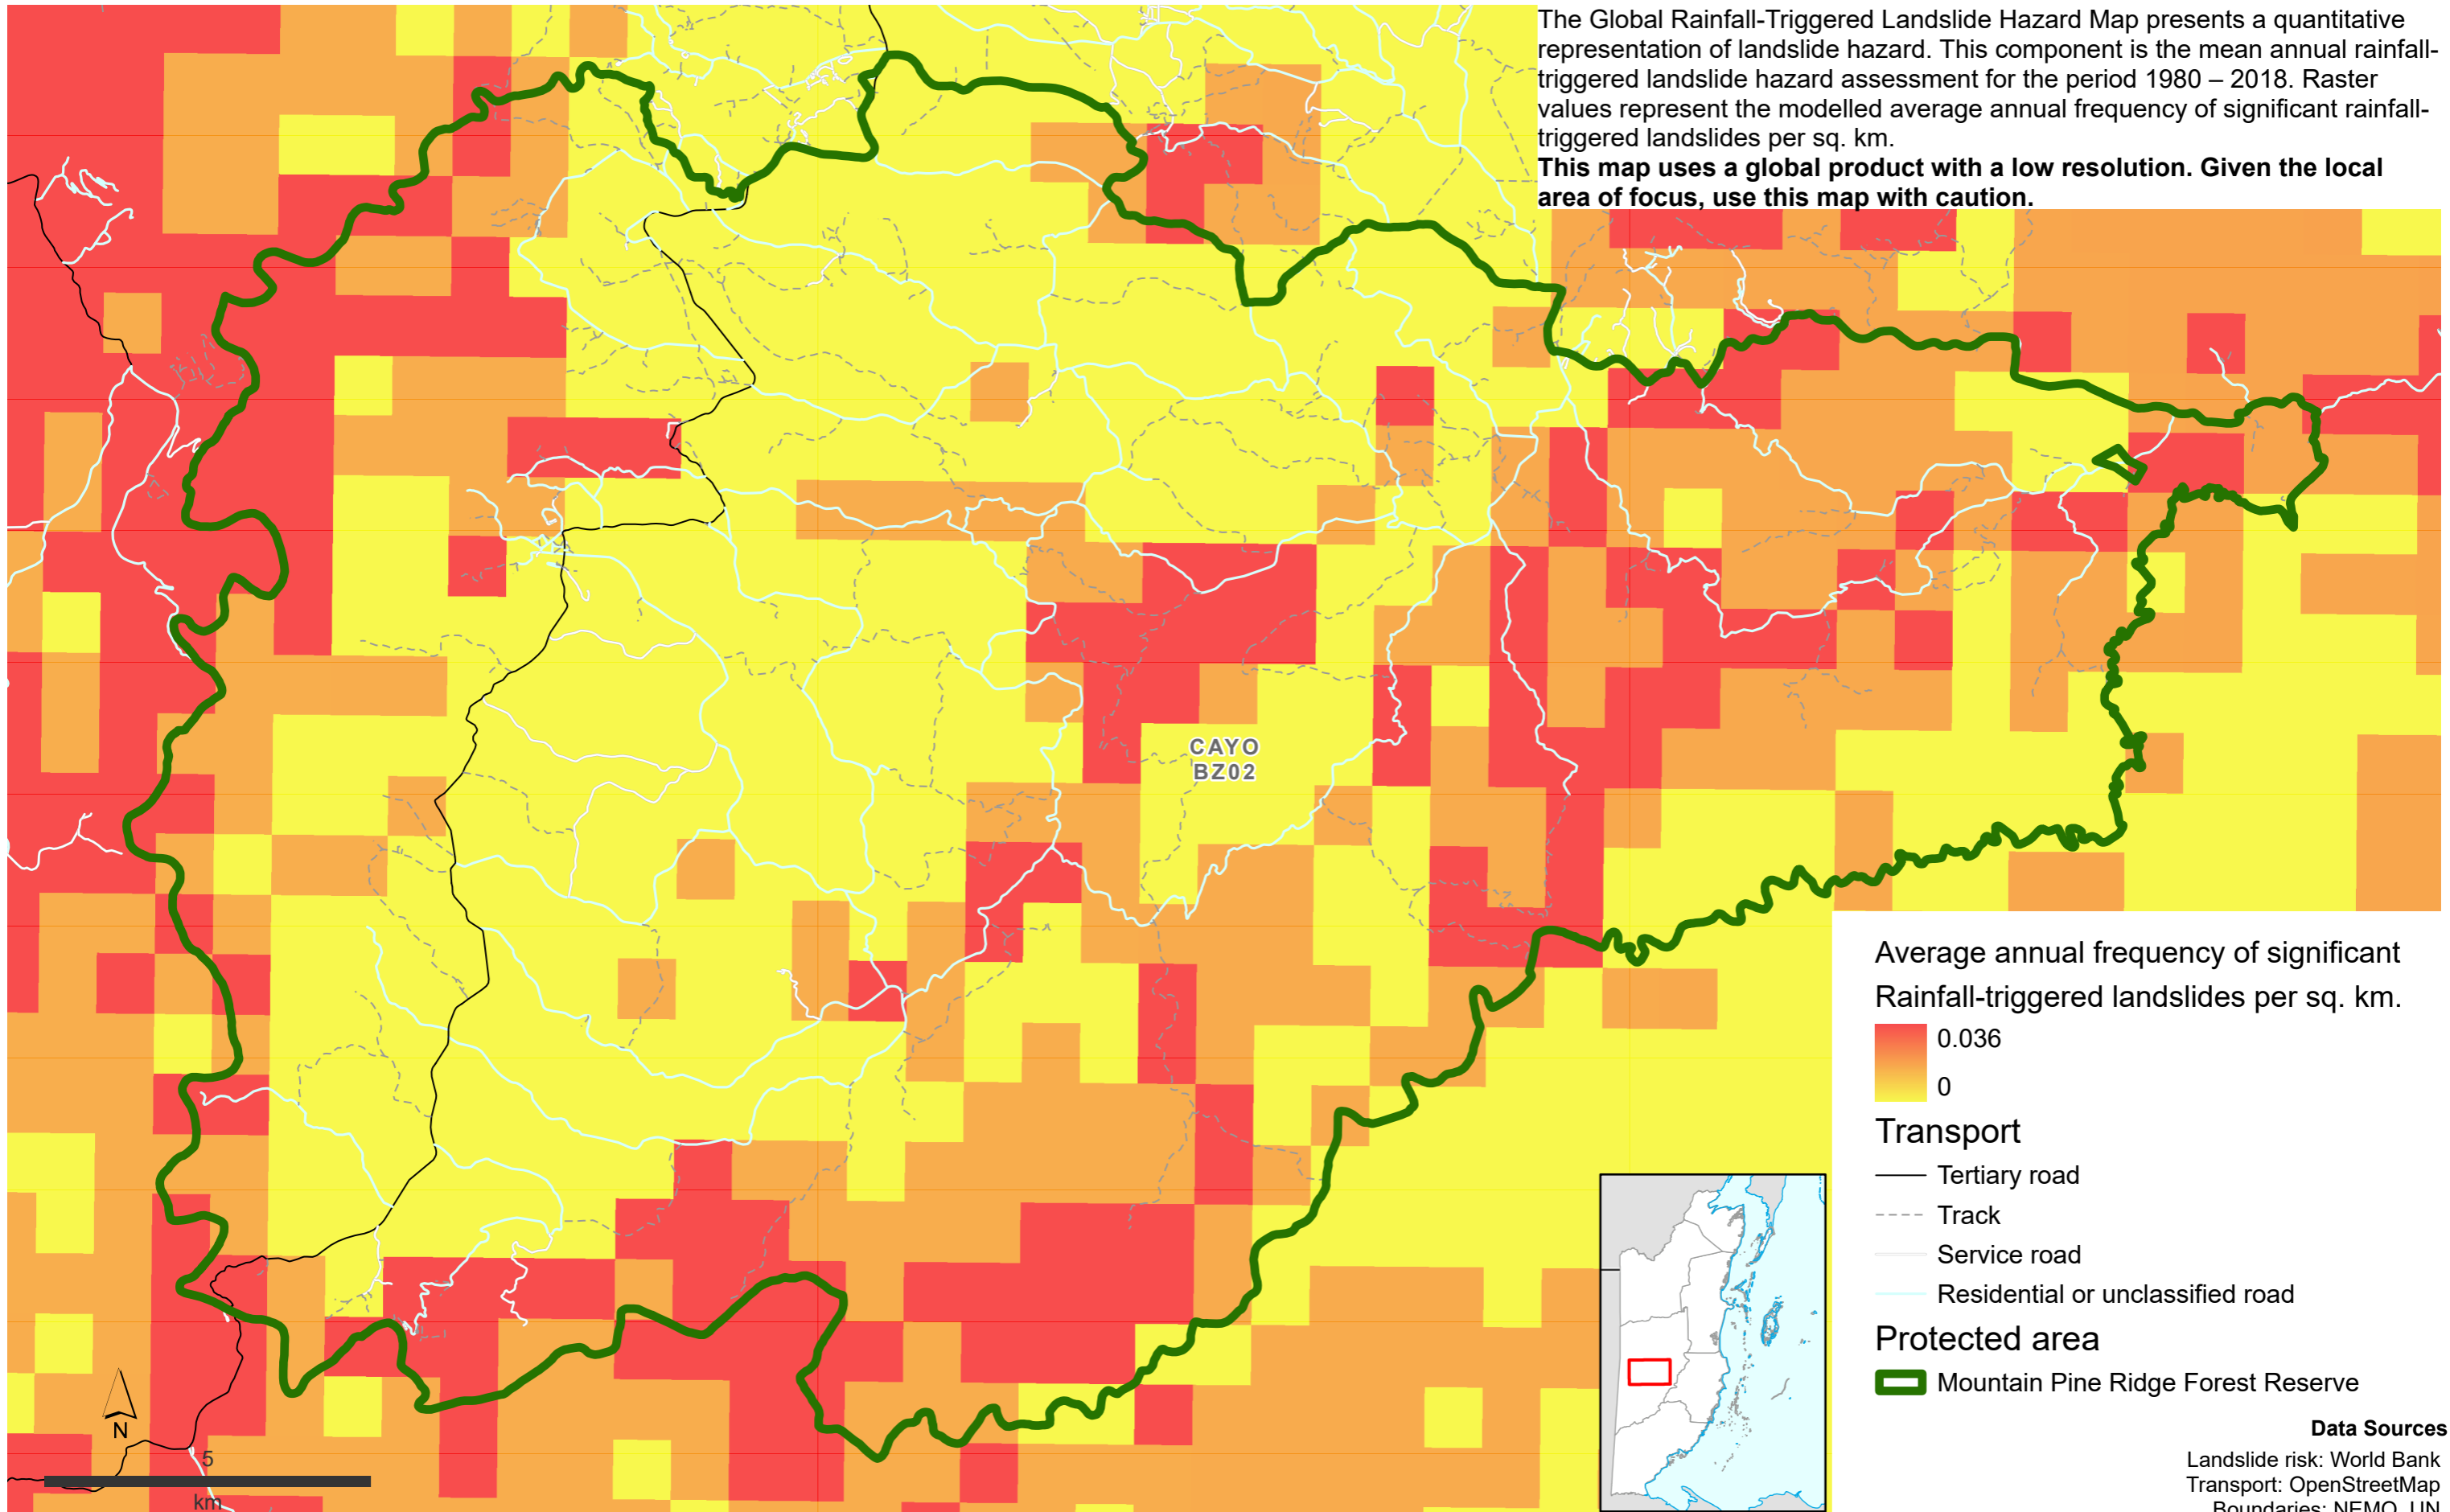 The Global Rainfall-Triggered Landslide Hazard Map presents a quantitative
representation of landslide hazard. This component is the mean annual rainfall-
triggered landslide hazard assessment for the period 1980 – 2018. Raster
values represent the modelled average annual frequency of significant rainfall-
triggered landslides per sq. km.
This map uses a global product with a low resolution. Given the local
area of focus, use this map with caution.
CAYO
BZ02
Average annual frequency of significant
Rainfall-triggered landslides per sq. km.
0.036
0
Transport
Tertiary road
Track
Service road
Residential or unclassified road
Protected area
Mountain Pine Ridge Forest Reserve
N
5
km
Data Sources
Landslide risk: World Bank
Transport: OpenStreetMap
Boundaries: NEMO, UN